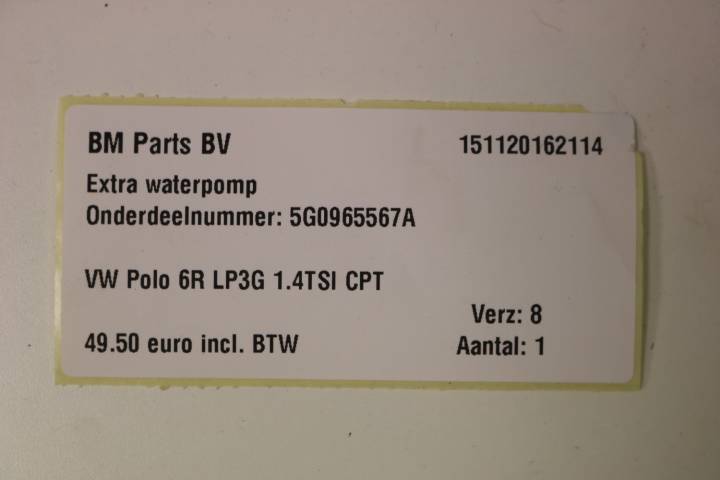 BM Parts BV 151120162114
Extra waterpomp
Onderdeelnummer: 5G0965567A
VW Polo 6R LP3G 1.4TSI CPT
Verz: 8
49.50 euro incl. BTW Aantal: 1